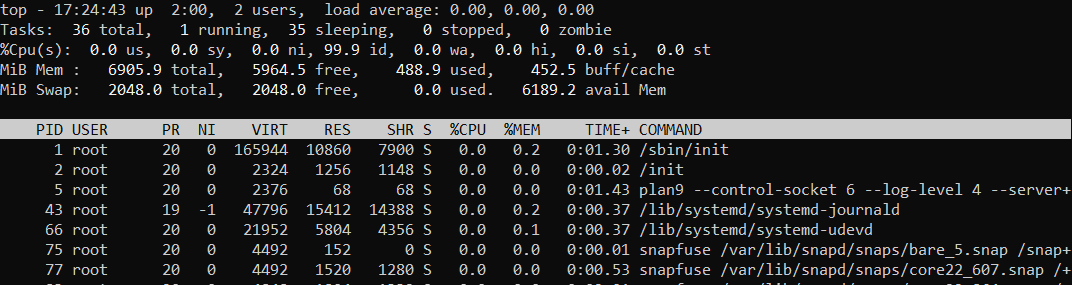 top - 17:24:43 up  2:00,  2 users,  load average: 0.00, 0.00, 0.00
Tasks:  36 total,   1 running,  35 sleeping,   0 stopped,   0 zombie
%Cpu(s):  0.0 us,  0.0 sy,  0.0 ni, 99.9 id,  0.0 wa,  0.0 hi,  0.0 si,  0.0 st
MiB Mem :   6905.9 total,   5964.5 free,    488.9 used,    452.5 buff/cache
MiB Swap:   2048.0 total,   2048.0 free,      0.0 used.   6189.2 avail Mem
PID USER      PR  NI    VIRT    RES    SHR S  %CPU  %MEM     TIME+ COMMAND
1 root      20   0  165944  10860   7900 S   0.0   0.2   0:01.30 /sbin/init
2 root      20   0    2324   1256   1148 S   0.0   0.0   0:00.02 /init
5 root      20   0    2376     68     68 S   0.0   0.0   0:01.43 plan9 --control-socket 6 --log-level 4 --server+
43 root      19  -1   47796  15412  14388 S   0.0   0.2   0:00.37 /lib/systemd/systemd-journald
66 root      20   0   21952   5804   4356 S   0.0   0.1   0:00.37 /lib/systemd/systemd-udevd
75 root      20   0    4492    152      0 S   0.0   0.0   0:00.01 snapfuse /var/lib/snapd/snaps/bare_5.snap /snap+
77 root      20   0    4492   1520   1280 S   0.0   0.0   0:00.53 snapfuse /var/lib/snapd/snaps/core22_607.snap /+